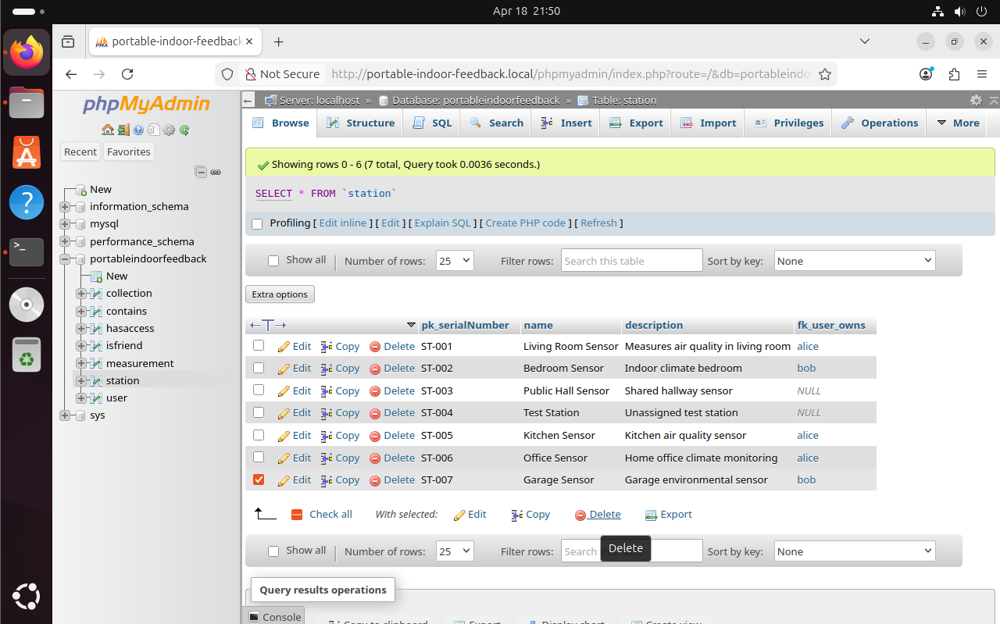 Apr 18 21:50
portable-indoor-feedback
Not Secure
http://portable-indoor-feedback.local/phpmyadmin/index.php?route=/&db=portableindo
phpMyAdmin
Recent
Favorites
New
information_schema
mysql
performance_schema
portableindoorfeedback
New
collection
contains
hasaccess
isfriend
measurement
station
user
sys
Server: localhost » Database: portableindoorfeedback » Table: station
Browse Structure SQL Search Insert Export Import Privileges Operations More
Showing rows 0 - 6 (7 total, Query took 0.0036 seconds.)
SELECT * FROM `station`
Profiling [ Edit inline ] [ Edit ] [ Explain SQL ] [ Create PHP code ] [ Refresh ]
Show all Number of rows: 25 Filter rows: Search this table Sort by key: None
Extra options
←T→ pk_serialNumber name description fk_user_owns
Edit Copy Delete ST-001 Living Room Sensor Measures air quality in living room alice
Edit Copy Delete ST-002 Bedroom Sensor Indoor climate bedroom bob
Edit Copy Delete ST-003 Public Hall Sensor Shared hallway sensor NULL
Edit Copy Delete ST-004 Test Station Unassigned test station NULL
Edit Copy Delete ST-005 Kitchen Sensor Kitchen air quality sensor alice
Edit Copy Delete ST-006 Office Sensor Home office climate monitoring alice
Edit Copy Delete ST-007 Garage Sensor Garage environmental sensor bob
Check all With selected: Edit Copy Delete Export
Show all Number of rows: 25 Filter rows: Search Sort by key: None
Delete
Query results operations
Console
Copy to clipboard Export Display chart Create view